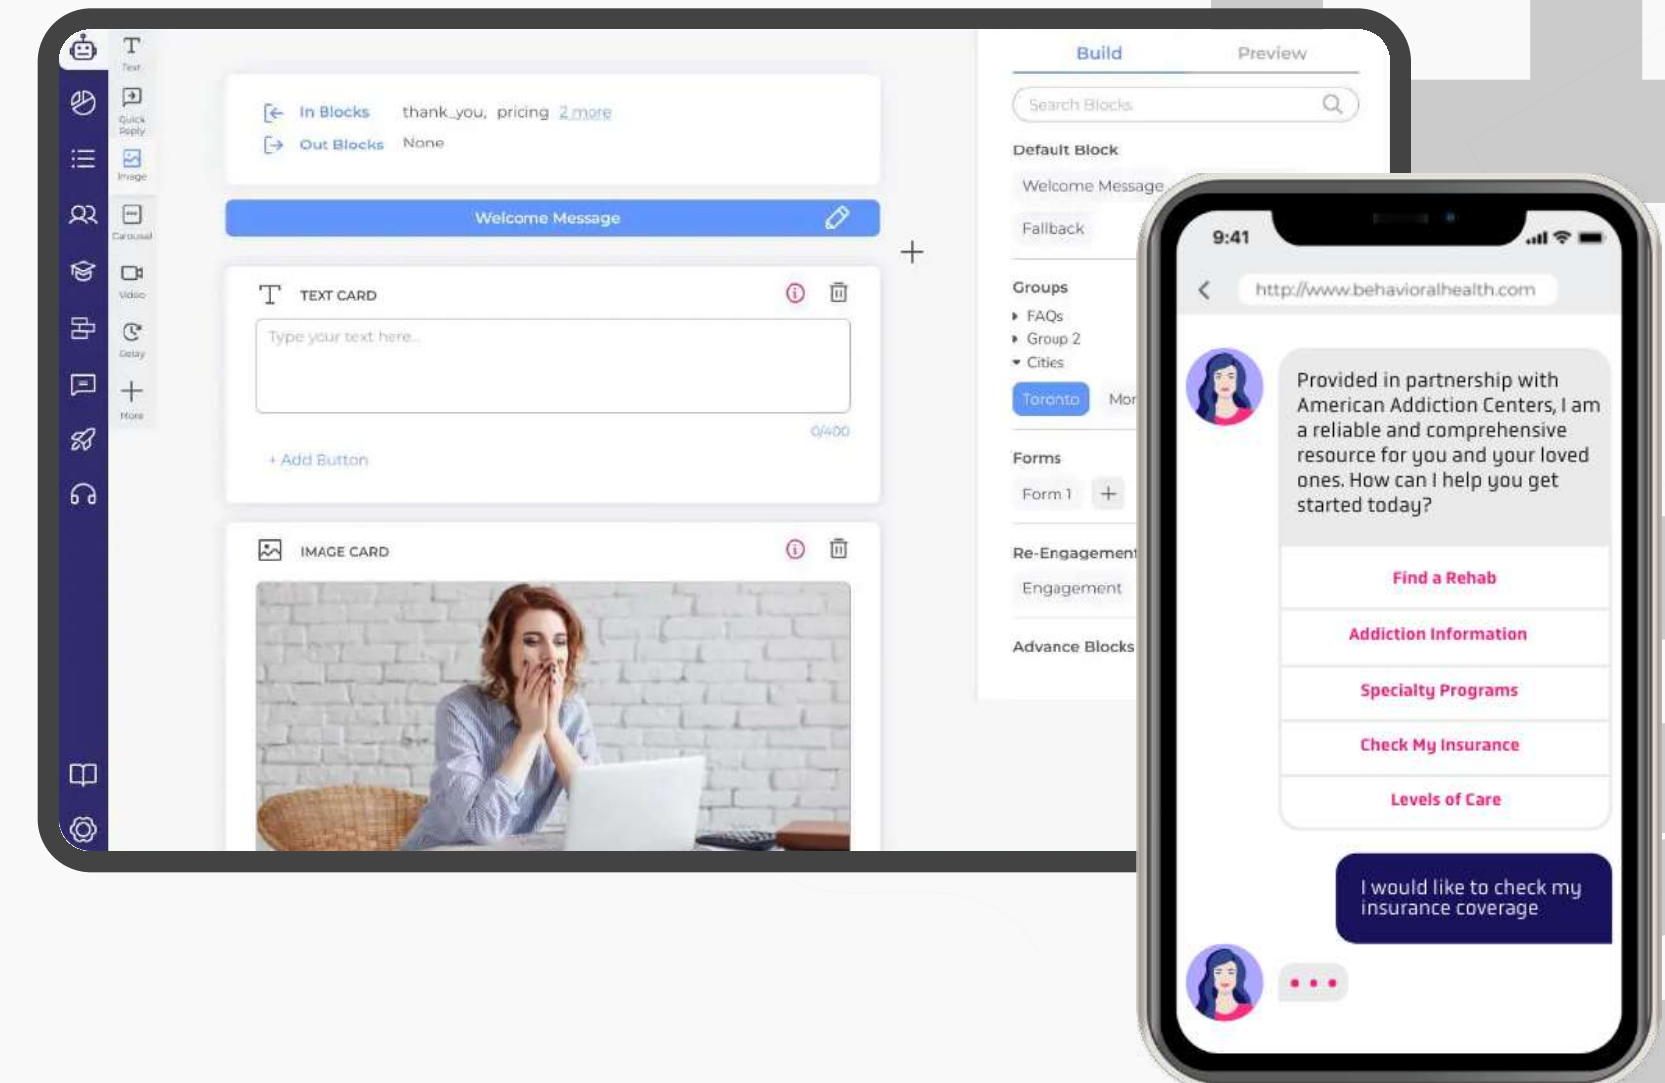 Text
Quick
Reply
Image
Carousal
Video
Delay
More
In Blocks thank_you, pricing 2 more
Out Blocks None
Welcome Message
TEXT CARD
Type your text here...
0/400
+ Add Button
IMAGE CARD
Build Preview
Search Blocks
Default Block
Welcome Message
Fallback
Groups
FAQs
Group 2
Cities
Toronto Mor
Forms
Form 1 +
Re-Engagement
Engagement
Advance Blocks
9:41
http://www.behavioralhealth.com
Provided in partnership with
American Addiction Centers, I am
a reliable and comprehensive
resource for you and your loved
ones. How can I help you get
started today?
Find a Rehab
Addiction Information
Specialty Programs
Check My Insurance
Levels of Care
I would like to check my
insurance coverage